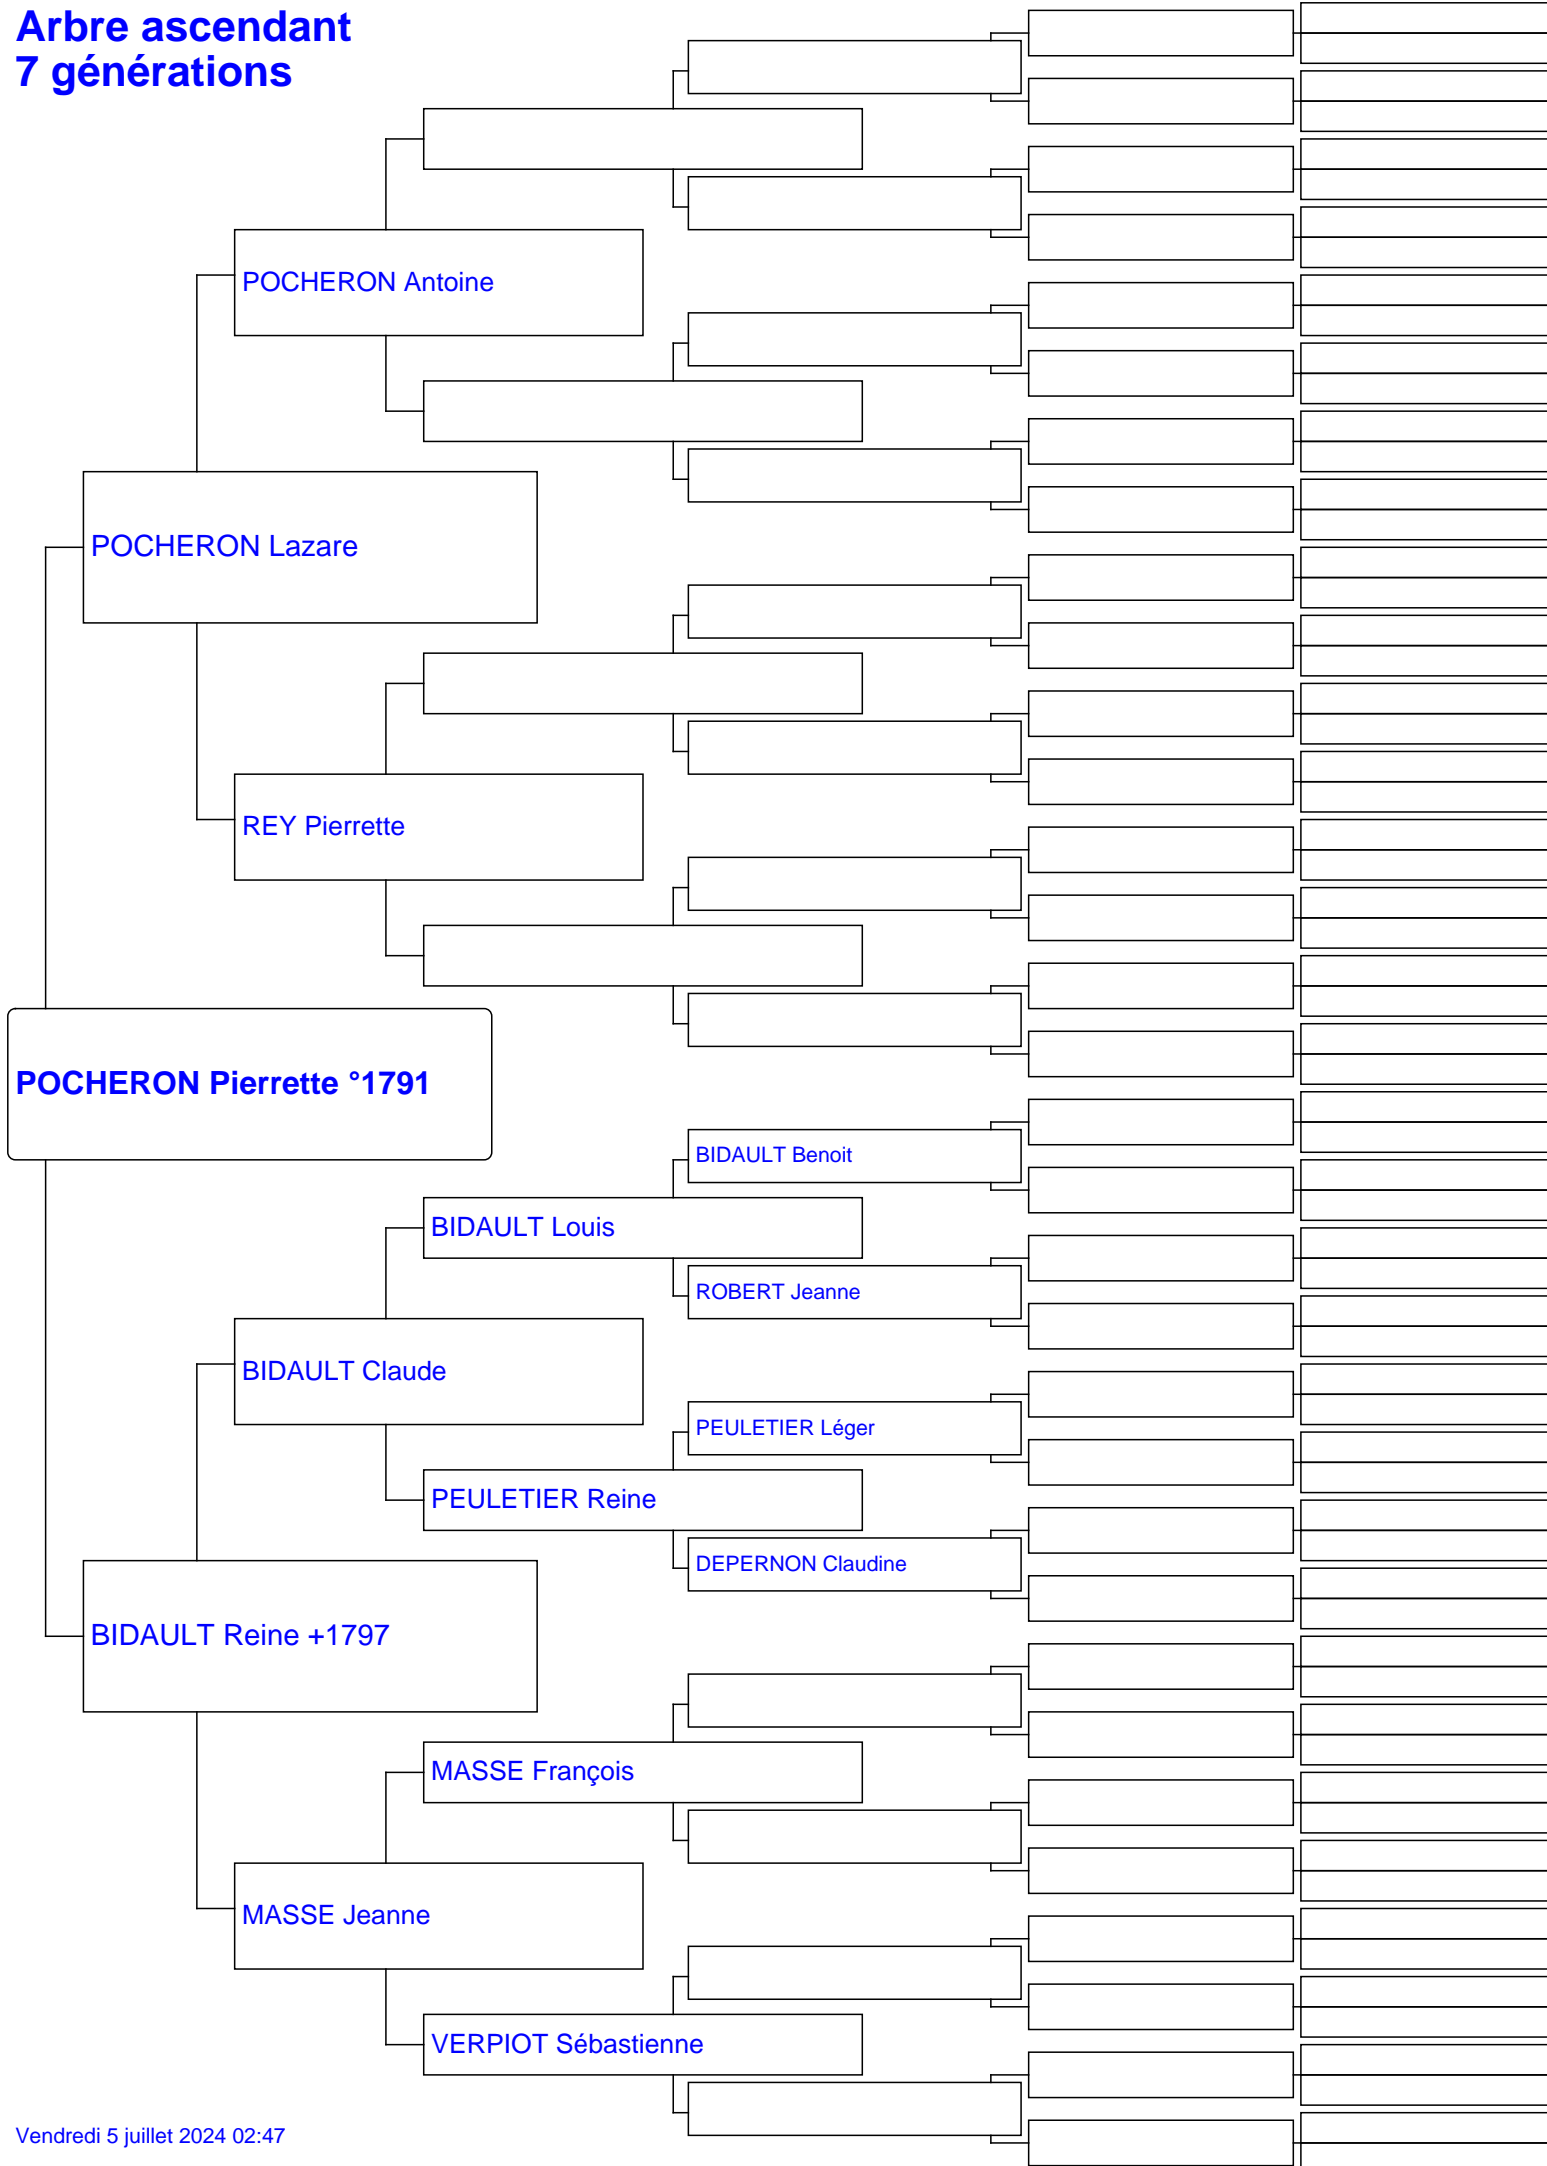 Arbre ascendant
7 générations
POCHERON Antoine
POCHERON Lazare
REY Pierrette
POCHERON Pierrette °1791
BIDAULT Benoit
BIDAULT Louis
ROBERT Jeanne
BIDAULT Claude
PEULETIER Léger
PEULETIER Reine
DEPERNON Claudine
BIDAULT Reine +1797
MASSE François
MASSE Jeanne
VERPIOT Sébastienne
Vendredi 5 juillet 2024 02:47